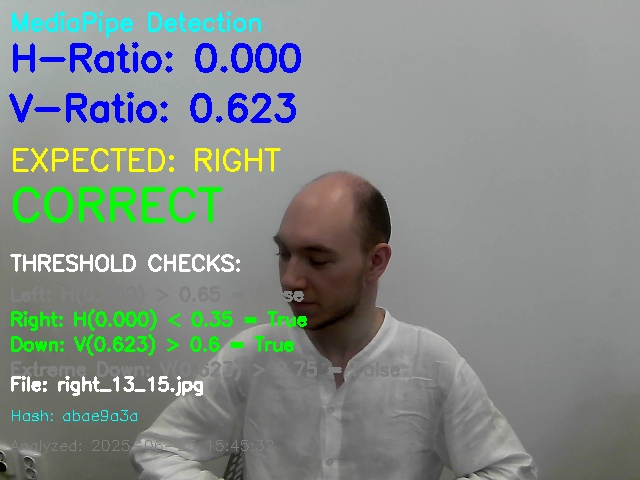 MediaPipe Detection
H-Ratio: 0.000
V-Ratio: 0.623
EXPECTED: RIGHT
CORRECT
THRESHOLD CHECKS:
Left: H(0.000) > 0.65 = False
Right: H(0.000) < 0.35 = True
Down: V(0.623) > 0.6 = True
Extreme Down: V(0.623) > 0.75 = False
File: right_13_15.jpg
Hash: abae9a3a
Analyzed: 15:45:32